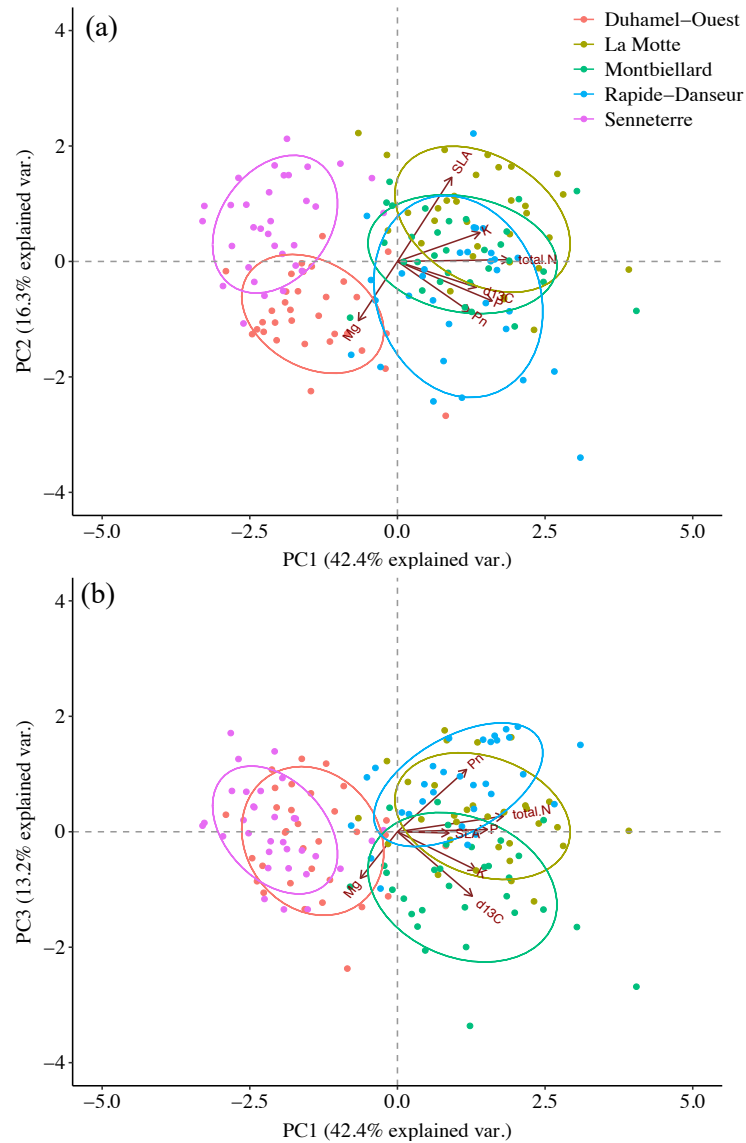 (a)
Duhamel−Ouest
La Motte
Montbiellard
Rapide−Danseur
Senneterre
4
2
0
−2
−4
PC2 (16.3% explained var.)
SLA
K
total.N
d13C
P
Pn
Mg
−5.0
−2.5
0.0
2.5
5.0
PC1 (42.4% explained var.)
(b)
4
2
0
−2
−4
PC3 (13.2% explained var.)
Pn
total.N
P
SLA
K
d13C
Mg
−5.0
−2.5
0.0
2.5
5.0
PC1 (42.4% explained var.)